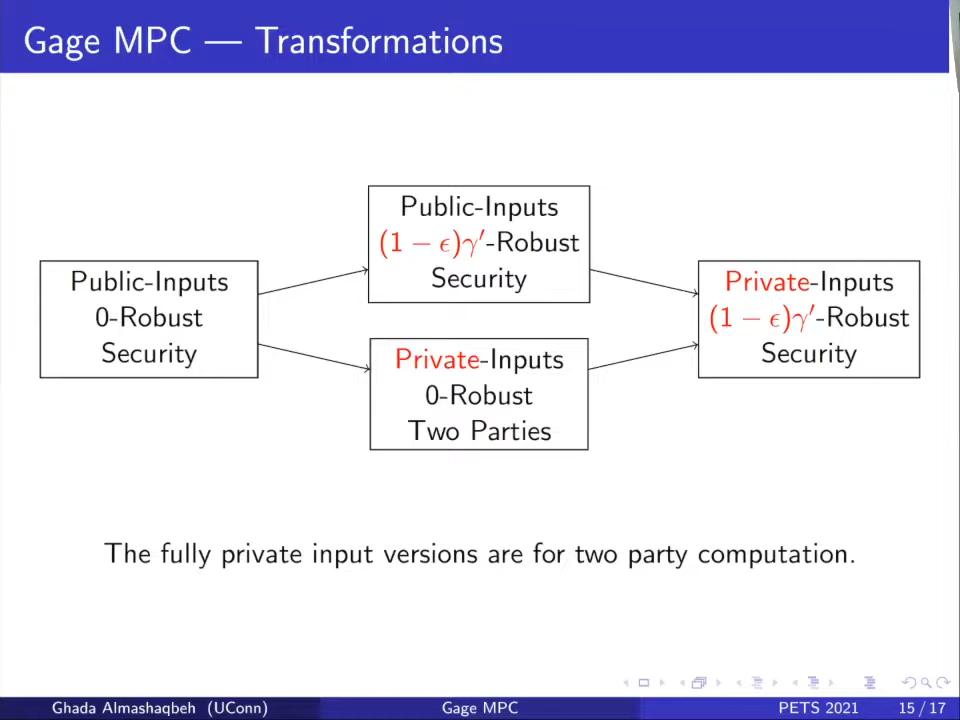 Gage MPC — Transformations
Public-Inputs
0-Robust
Security
Public-Inputs
(1 − ϵ)γ′-Robust
Security
Private-Inputs
0-Robust
Two Parties
Private-Inputs
(1 − ϵ)γ′-Robust
Security
The fully private input versions are for two party computation.
Ghada Almashaqbeh (UConn)
Gage MPC
PETS 2021
15 / 17